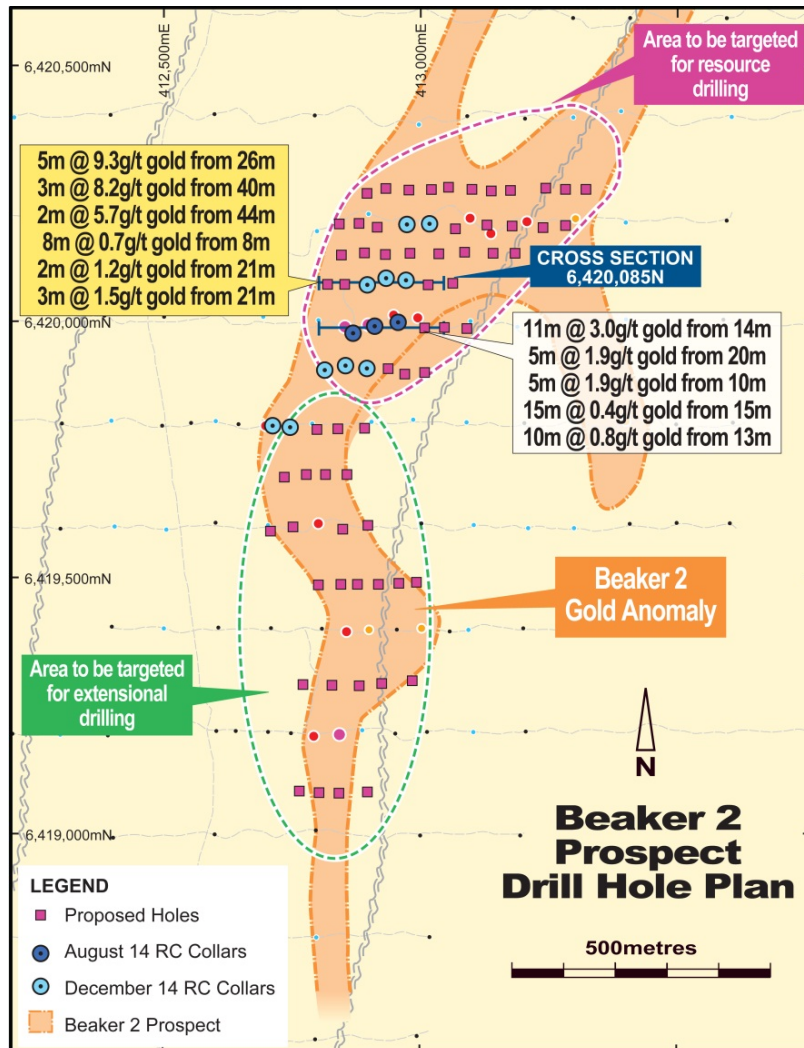 412,500mE
413,000mE
6,420,500mN
Area to be targeted
for resource
drilling
5m @ 9.3g/t gold from 26m
3m @ 8.2g/t gold from 40m
2m @ 5.7g/t gold from 44m
8m @ 0.7g/t gold from 8m
2m @ 1.2g/t gold from 21m
3m @ 1.5g/t gold from 21m
CROSS SECTION
6,420,085N
6,420,000mN
11m @ 3.0g/t gold from 14m
5m @ 1.9g/t gold from 20m
5m @ 1.9g/t gold from 10m
15m @ 0.4g/t gold from 15m
10m @ 0.8g/t gold from 13m
6,419,500mN
Beaker 2
Gold Anomaly
Area to be targeted
for extensional
drilling
N
6,419,000mN
Beaker 2
Prospect
Drill Hole Plan
500metres
LEGEND
Proposed Holes
August 14 RC Collars
December 14 RC Collars
Beaker 2 Prospect